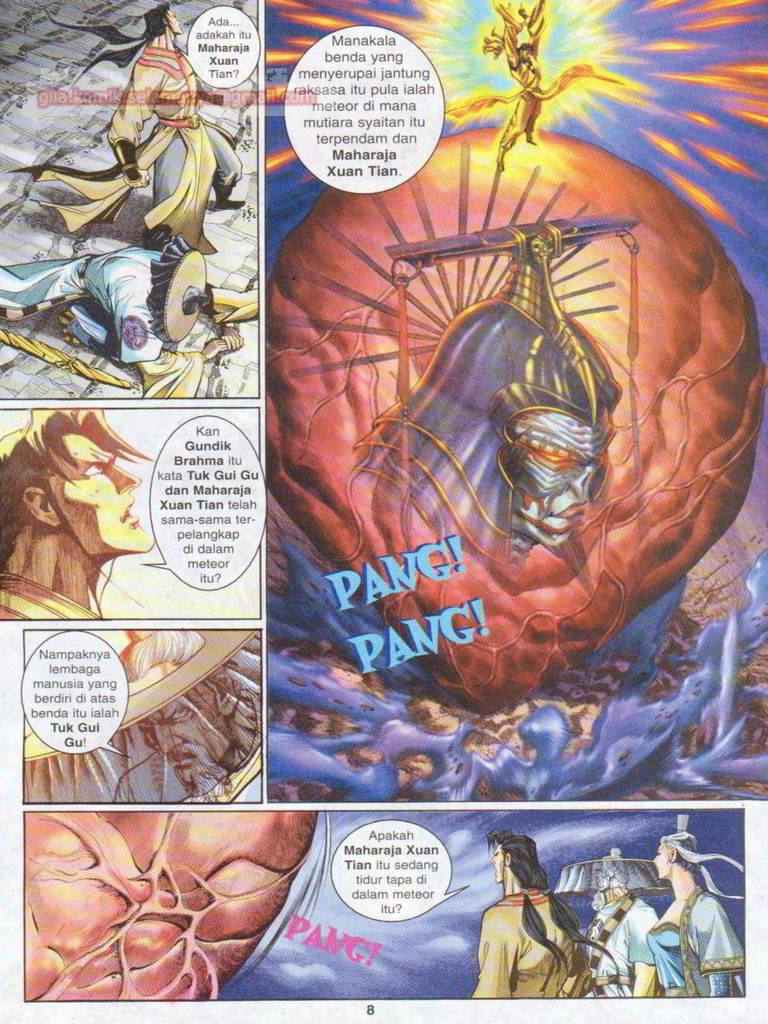 Ada...
adakah itu
Maharaja
Xuan
Tian?
Manakala
benda yang
menyerupai jantung
raksasa itu pula ialah
meteor di mana
mutiara syaitan itu
terpendam dan
Maharaja
Xuan Tian.
Kan
Gundik
Brahma itu
kata Tuk Gui Gu
dan Maharaja
Xuan Tian telah
sama-sama ter-
pelangkap
di dalam
meteor
itu?
PANG!
PANG!
Nampaknya
lembaga
manusia yang
berdiri di atas
benda itu ialah
Tuk Gui
Gu!
Apakah
Maharaja Xuan
Tian itu sedang
tidur tapa di
dalam meteor
itu?
PANG!
8